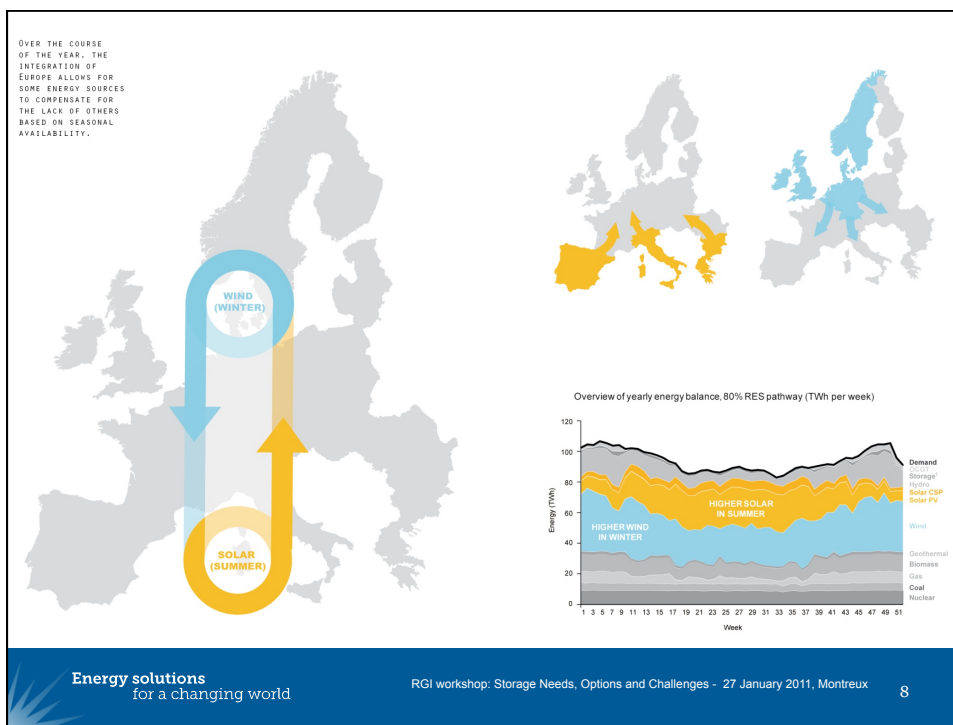 OVER THE COURSE
OF THE YEAR, THE
INTEGRATION OF
EUROPE ALLOWS FOR
SOME ENERGY SOURCES
TO COMPENSATE FOR
THE LACK OF OTHERS
BASED ON SEASONAL
AVAILABILITY.
WIND
(WINTER)
SOLAR
(SUMMER)
Overview of yearly energy balance, 80% RES pathway (TWh per week)
Energy (TWh)
120
100
80
60
40
20
0
HIGHER SOLAR
IN SUMMER
HIGHER WIND
IN WINTER
Demand
OCGT
Storage¹
Hydro
Solar CSP
Solar PV
Wind
Geothermal
Biomass
Gas
Coal
Nuclear
1 3 5 7 9 11 13 15 17 19 21 23 25 27 29 31 33 35 37 39 41 43 45 47 49 51
Week
Energy solutions
for a changing world
RGI workshop: Storage Needs, Options and Challenges - 27 January 2011, Montreux
8